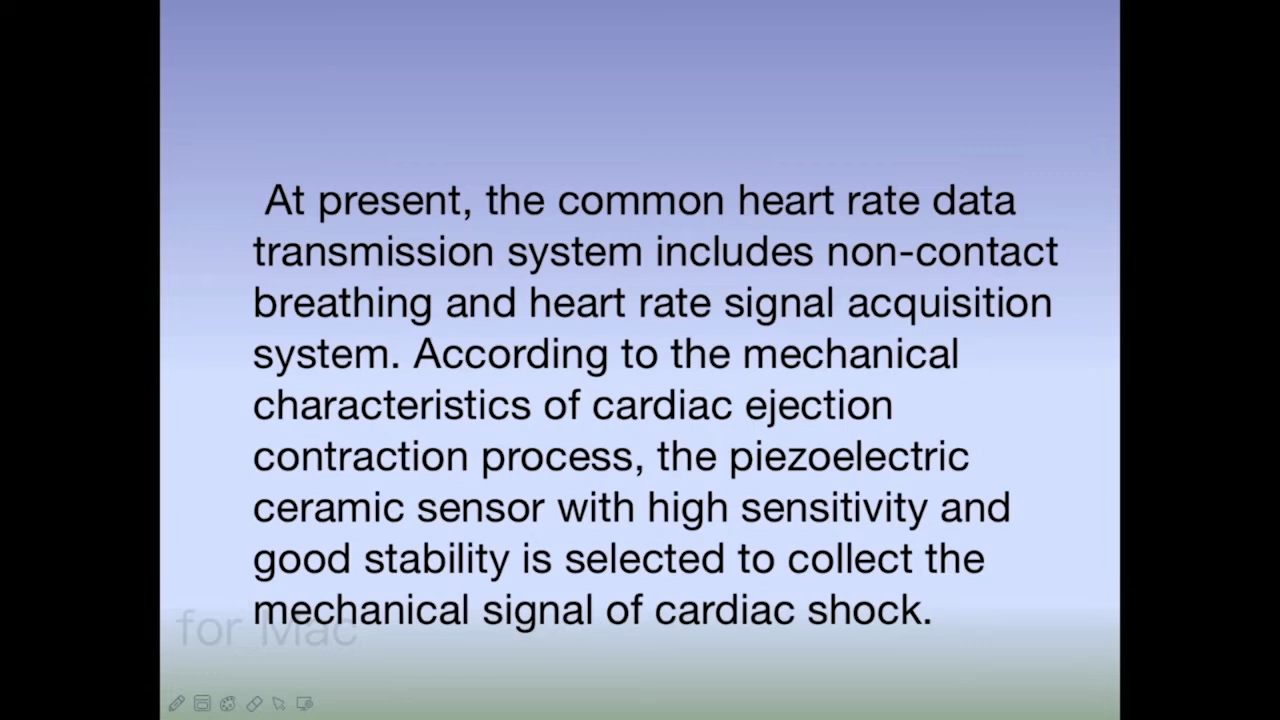 At present, the common heart rate data
transmission system includes non-contact
breathing and heart rate signal acquisition
system. According to the mechanical
characteristics of cardiac ejection
contraction process, the piezoelectric
ceramic sensor with high sensitivity and
good stability is selected to collect the
mechanical signal of cardiac shock.
for Mac